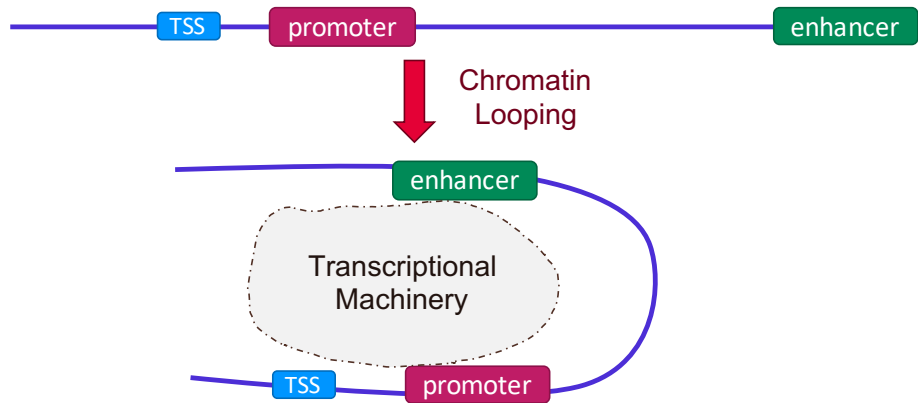 TSS promoter enhancer
Chromatin
Looping
enhancer
Transcriptional
Machinery
TSS promoter